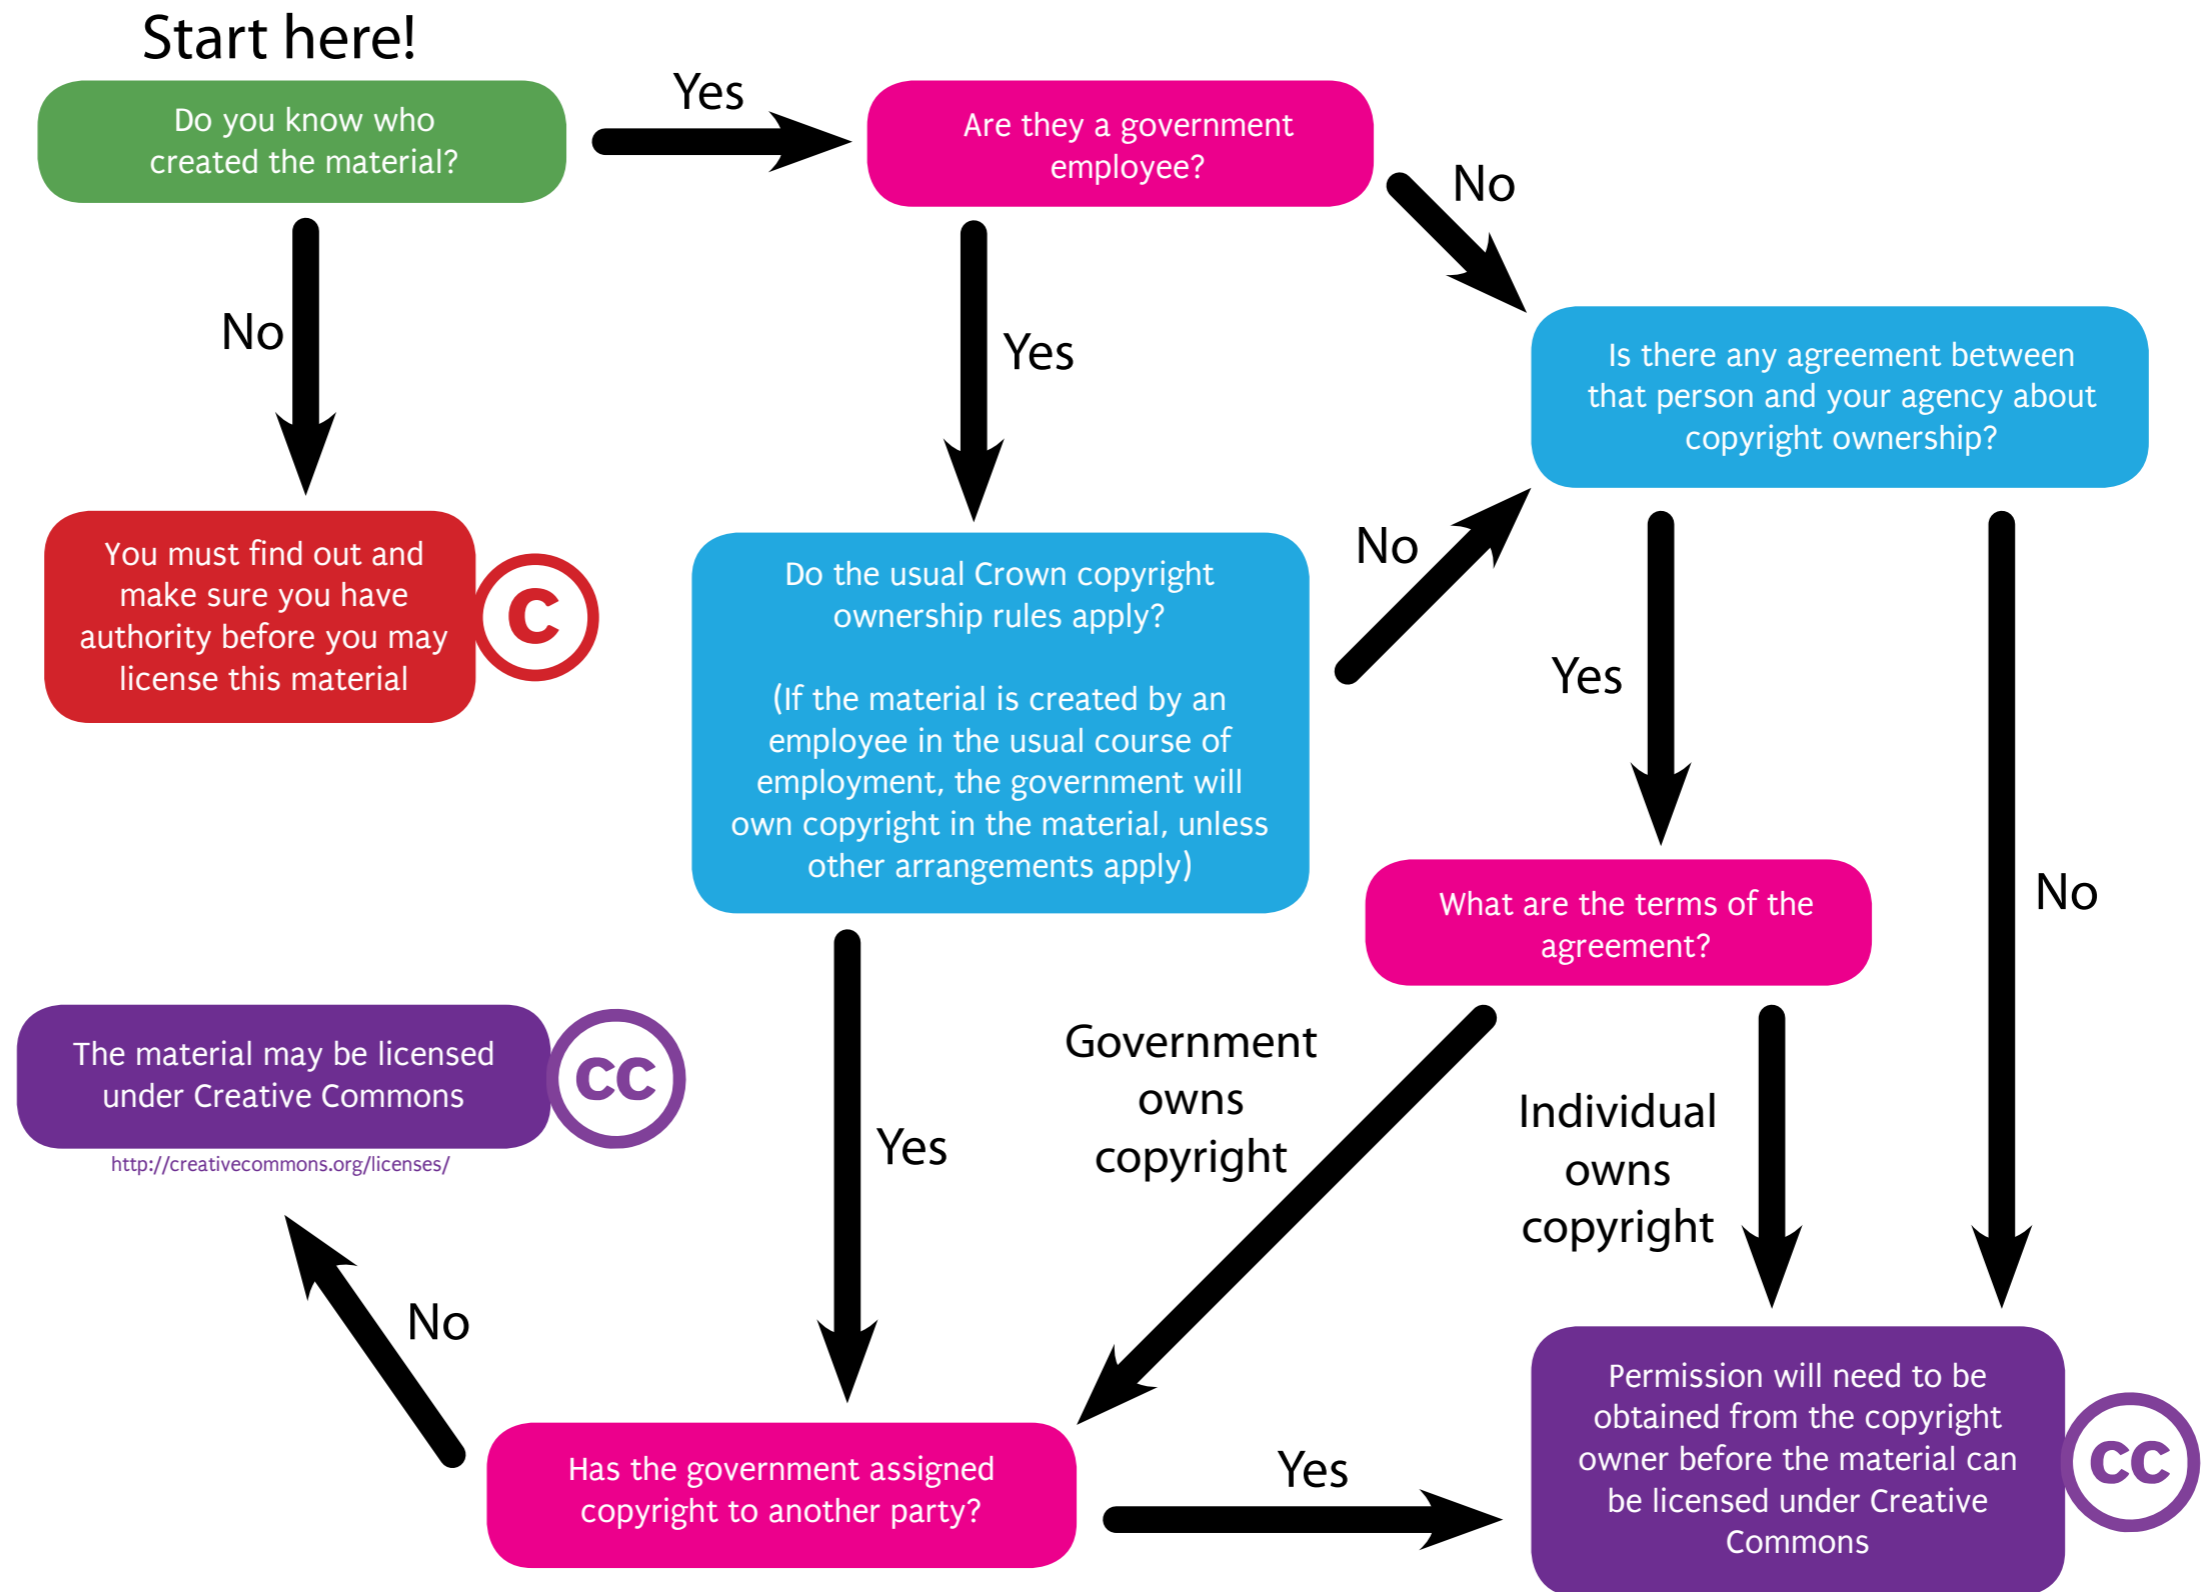 Start here!
Do you know who
created the material?
Yes
Are they a government
employee?
No
No
Yes
Is there any agreement between
that person and your agency about
copyright ownership?
You must find out and
make sure you have
authority before you may
license this material
C
Do the usual Crown copyright
ownership rules apply?
(If the material is created by an
employee in the usual course of
employment, the government will
own copyright in the material, unless
other arrangements apply)
No
Yes
No
What are the terms of the
agreement?
The material may be licensed
under Creative Commons
cc
http://creativecommons.org/licenses/
Yes
Government
owns
copyright
Individual
owns
copyright
No
Has the government assigned
copyright to another party?
Yes
Permission will need to be
obtained from the copyright
owner before the material can
be licensed under Creative
Commons
cc